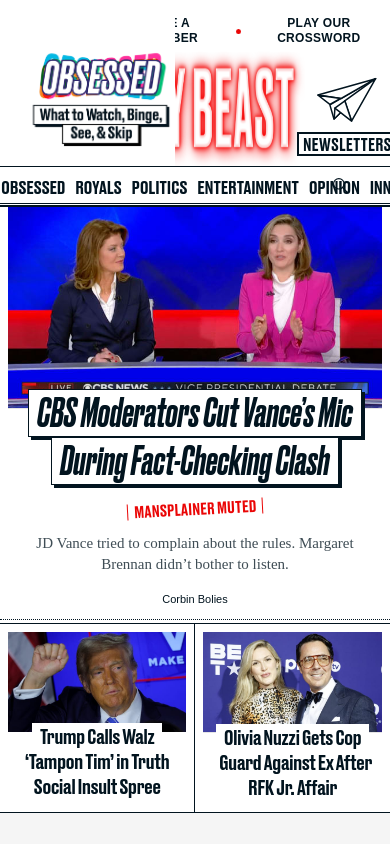 E A
BER
PLAY OUR
CROSSWORD
OBSESSED
What to Watch, Binge,
See, & Skip
Y BEAST
NEWSLETTERS
OBSESSED ROYALS POLITICS ENTERTAINMENT OPINION INN
LIVE CBS NEWS VICE PRESIDENTIAL DEBATE
CBS Moderators Cut Vance’s Mic
During Fact-Checking Clash
MANSPLAINER MUTED
JD Vance tried to complain about the rules. Margaret
Brennan didn’t bother to listen.
Corbin Bolies
MAKE
Trump Calls Walz
‘Tampon Tim’ in Truth
Social Insult Spree
BET
tv
Olivia Nuzzi Gets Cop
Guard Against Ex After
RFK Jr. Affair